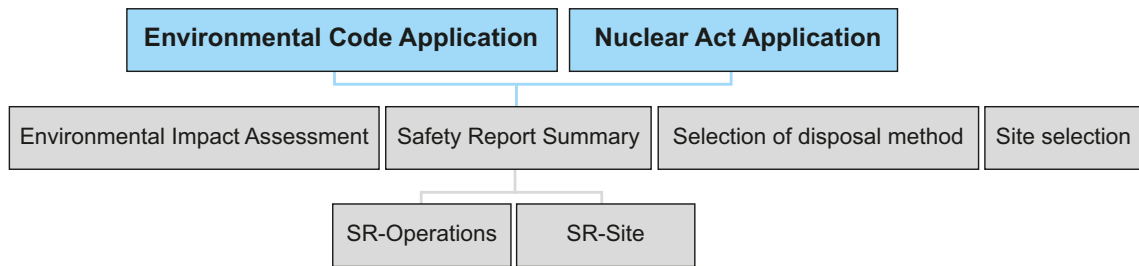 Environmental Code Application
Nuclear Act Application
Environmental Impact Assessment
Safety Report Summary
Selection of disposal method
Site selection
SR-Operations
SR-Site